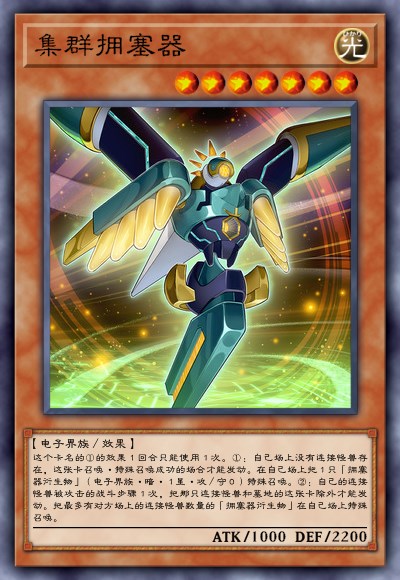 集群拥塞器
ひかり
光
【电子界族／效果】
这个卡名的①的效果1回合只能使用1次。①：自己场上没有连接怪兽存
在，这张卡召唤·特殊召唤成功的场合才能发动。在自己场上把1只「拥塞
器衍生物」（电子界族·暗·1星·攻／守0）特殊召唤。②：自己的连接
怪兽被攻击的战斗步骤1次，把那只连接怪兽和墓地的这张卡除外才能发
动。把最多有对方场上的连接怪兽数量的「拥塞器衍生物」在自己场上特殊
召唤。
ATK/1000 DEF/2200